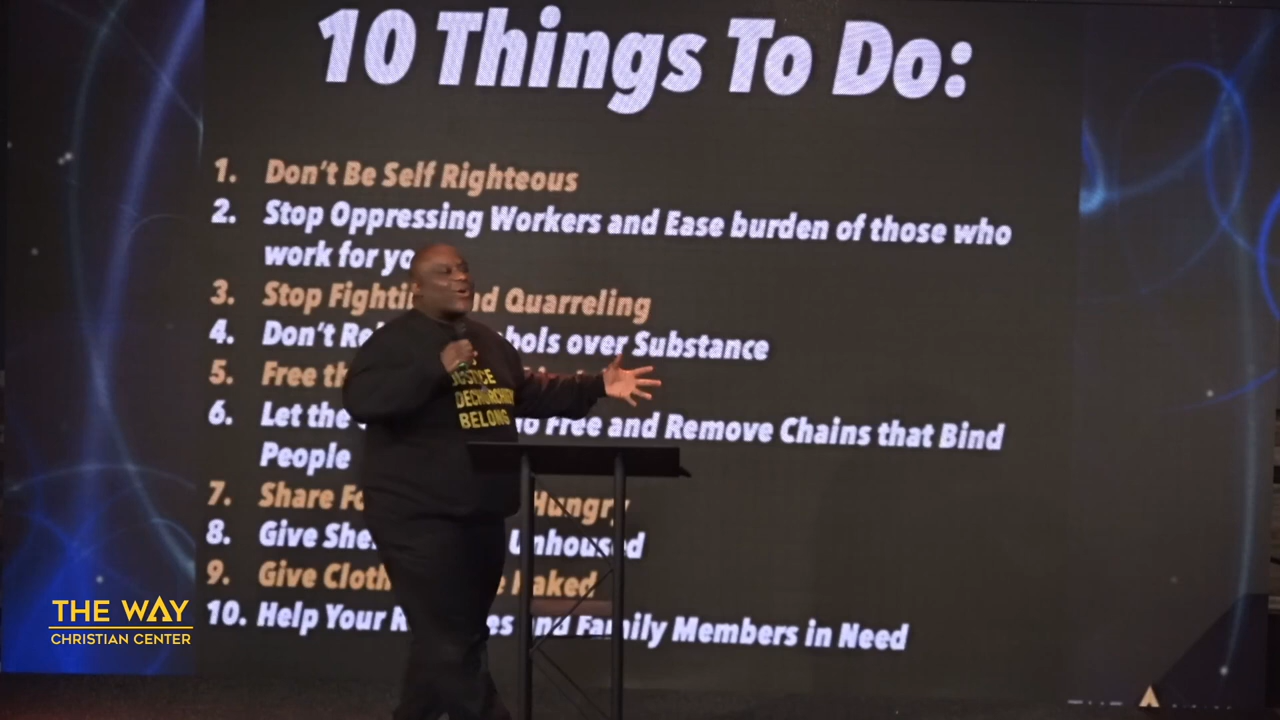 10 Things To Do:
1. Don't Be Self Righteous
2. Stop Oppressing Workers and Ease burden of those who
work for yo
3. Stop Fighti nd Quarreling
4. Don't Re bols over Substance
5. Free th
6. Let the o Free and Remove Chains that Bind
People
7. Share Fo Hungry
8. Give She Unhoused
9. Give Cloth Naked
10. Help Your R es and Family Members in Need
JUSTICE
DECHURCHED
BELONG
THE WAY
CHRISTIAN CENTER